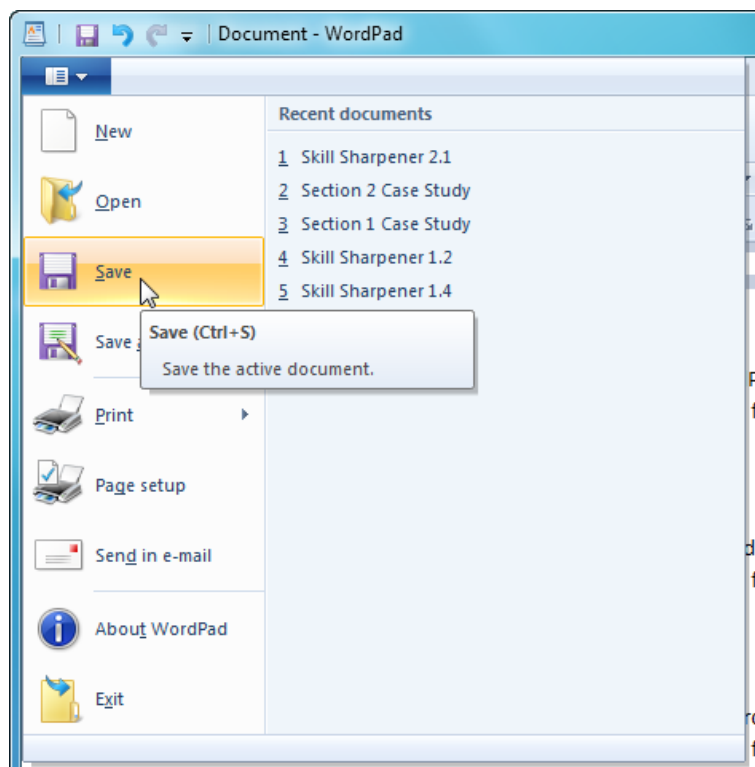 Document - WordPad
New
Open
Save
Save
Print
Page setup
Send in e-mail
About WordPad
Exit
Recent documents
1 Skill Sharpener 2.1
2 Section 2 Case Study
3 Section 1 Case Study
4 Skill Sharpener 1.2
5 Skill Sharpener 1.4
Save (Ctrl+S)
Save the active document.